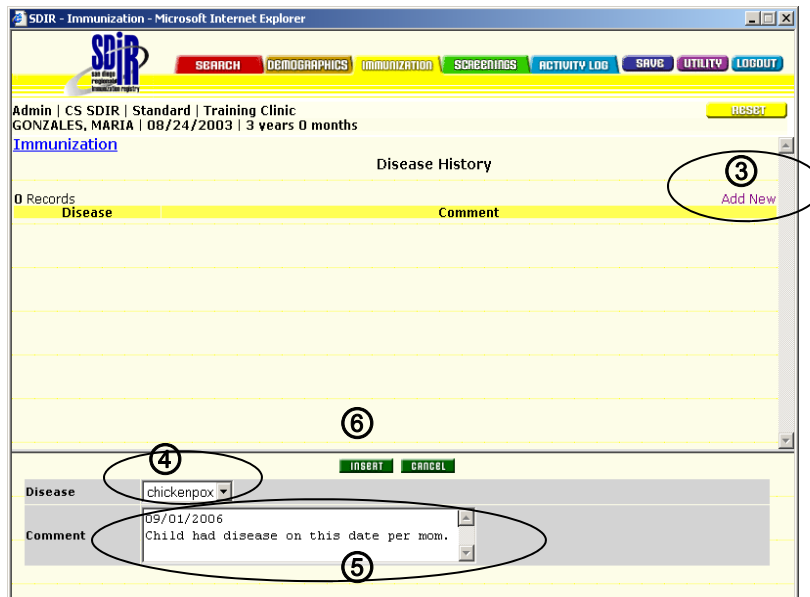 SDIR - Immunization - Microsoft Internet Explorer
SDiR
san diego
regional
immunization registry
SEARCH DEMOGRAPHICS IMMUNIZATION SCREENINGS ACTIVITY LOG SAVE UTILITY LOGOUT
Admin | CS SDIR | Standard | Training Clinic
RESET
GONZALES, MARIA | 08/24/2003 | 3 years 0 months
Immunization
Disease History
3
0 Records
Add New
Disease Comment
6
4
INSERT CANCEL
Disease chickenpox
09/01/2006
Comment Child had disease on this date per mom.
5